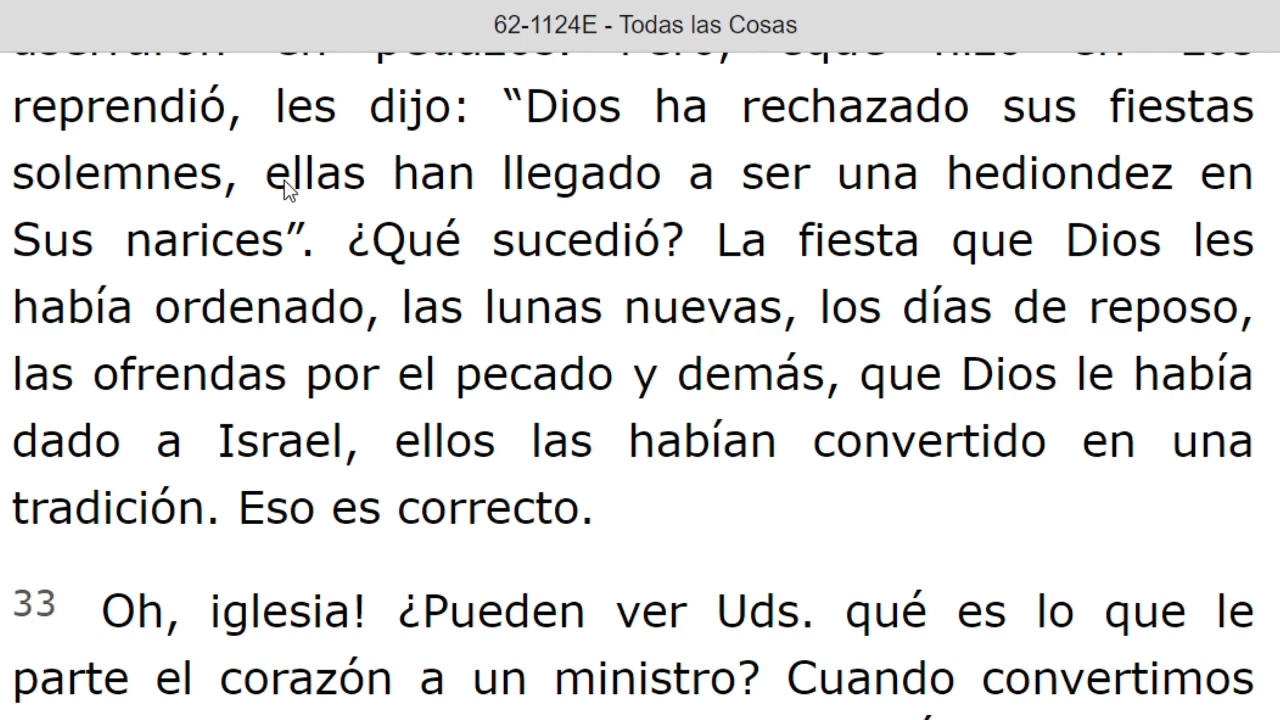 62-1124E - Todas las Cosas
reprendió, les dijo: “Dios ha rechazado sus fiestas
solemnes, ellas han llegado a ser una hediondez en
Sus narices”. ¿Qué sucedió? La fiesta que Dios les
había ordenado, las lunas nuevas, los días de reposo,
las ofrendas por el pecado y demás, que Dios le había
dado a Israel, ellos las habían convertido en una
tradición. Eso es correcto.
33 Oh, iglesia! ¿Pueden ver Uds. qué es lo que le
parte el corazón a un ministro? Cuando convertimos